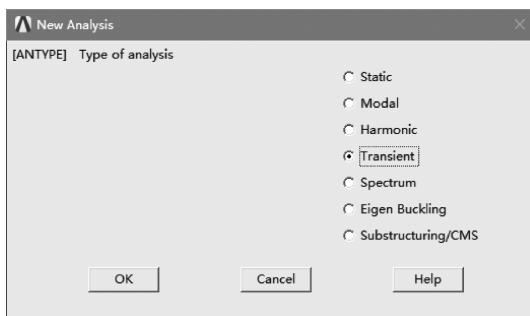 New Analysis
[ANTYPE] Type of analysis
Static
Modal
Harmonic
Transient
Spectrum
Eigen Buckling
Substructuring/CMS
OK Cancel Help